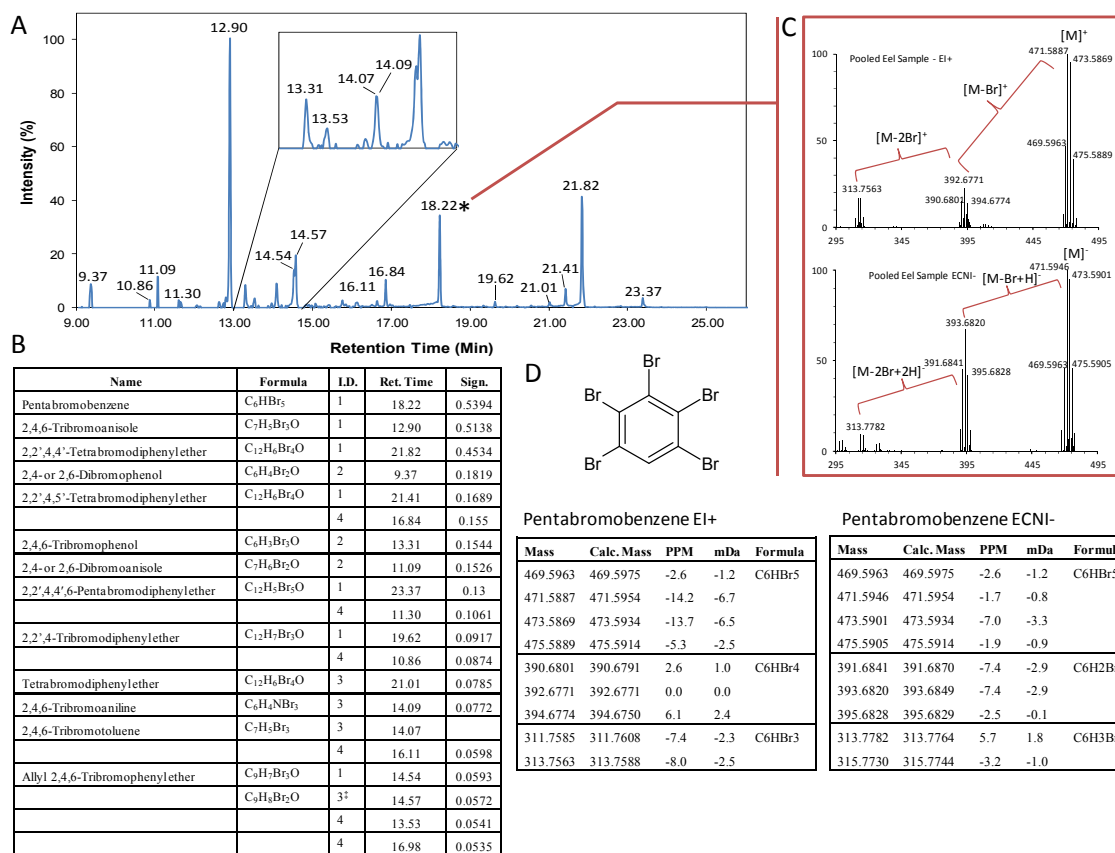 A
Intensity (%)
100
80
60
40
20
0
12.90
13.31
13.53
14.07
14.09
9.37
10.86
11.09
11.30
14.54
14.57
16.11
16.84
18.22*
19.62
21.01
21.41
21.82
23.37
9.00 11.00 13.00 15.00 17.00 19.00 21.00 23.00 25.00
Retention Time (Min)
C
Pooled Eel Sample - EI+
100
50
0
[M]+
471.5887
473.5869
[M-Br]+
[M-2Br]+
469.5963
475.5889
392.6771
390.6801
394.6774
313.7563
295 345 395 445 495
Pooled Eel Sample ECNI-
100
50
0
[M]-
471.5946
473.5901
[M-Br+H]-
393.6820
391.6841
395.6828
469.5963
475.5905
[M-2Br+2H]-
313.7782
295 345 395 445 495
B
Name Formula I.D. Ret. Time Sign.
Pentabromobenzene C6HBr5 1 18.22 0.5394
2,4,6-Tribromoanisole C7H5Br3O 1 12.90 0.5138
2,2’,4,4’-Tetrabromodiphenylether C12H6Br4O 1 21.82 0.4534
2,4- or 2,6-Dibromophenol C6H4Br2O 2 9.37 0.1819
2,2’,4,5’-Tetrabromodiphenylether C12H6Br4O 1 21.41 0.1689
4 16.84 0.155
2,4,6-Tribromophenol C6H3Br3O 2 13.31 0.1544
2,4- or 2,6-Dibromoanisole C7H6Br2O 2 11.09 0.1526
2,2′,4,4′,6-Pentabromodiphenylether C12H5Br5O 1 23.37 0.13
4 11.30 0.1061
2,2’,4-Tribromodiphenylether C12H7Br3O 1 19.62 0.0917
4 10.86 0.0874
Tetrabromodiphenylether C12H6Br4O 3 21.01 0.0785
2,4,6-Tribromoaniline C6H4NBr3 3 14.09 0.0772
2,4,6-Tribromotoluene C7H5Br3 3 14.07
4 16.11 0.0598
Allyl 2,4,6-Tribromophenylether C9H7Br3O 1 14.54 0.0593
C9H8Br2O 3‡ 14.57 0.0572
4 13.53 0.0541
4 16.98 0.0535
D
Br
Br
Br
Br
Br
Pentabromobenzene EI+
Mass Calc. Mass PPM mDa Formula
469.5963 469.5975 -2.6 -1.2 C6HBr5
471.5887 471.5954 -14.2 -6.7
473.5869 473.5934 -13.7 -6.5
475.5889 475.5914 -5.3 -2.5
390.6801 390.6791 2.6 1.0 C6HBr4
392.6771 392.6771 0.0 0.0
394.6774 394.6750 6.1 2.4
311.7585 311.7608 -7.4 -2.3 C6HBr3
313.7563 313.7588 -8.0 -2.5
Pentabromobenzene ECNI-
Mass Calc. Mass PPM mDa Formul
469.5963 469.5975 -2.6 -1.2 C6HBr5
471.5946 471.5954 -1.7 -0.8
473.5901 473.5934 -7.0 -3.3
475.5905 475.5914 -1.9 -0.9
391.6841 391.6870 -7.4 -2.9 C6H2B
393.6820 393.6849 -7.4 -2.9
395.6828 395.6829 -2.5 -0.1
313.7782 313.7764 5.7 1.8 C6H3B
315.7730 315.7744 -3.2 -1.0